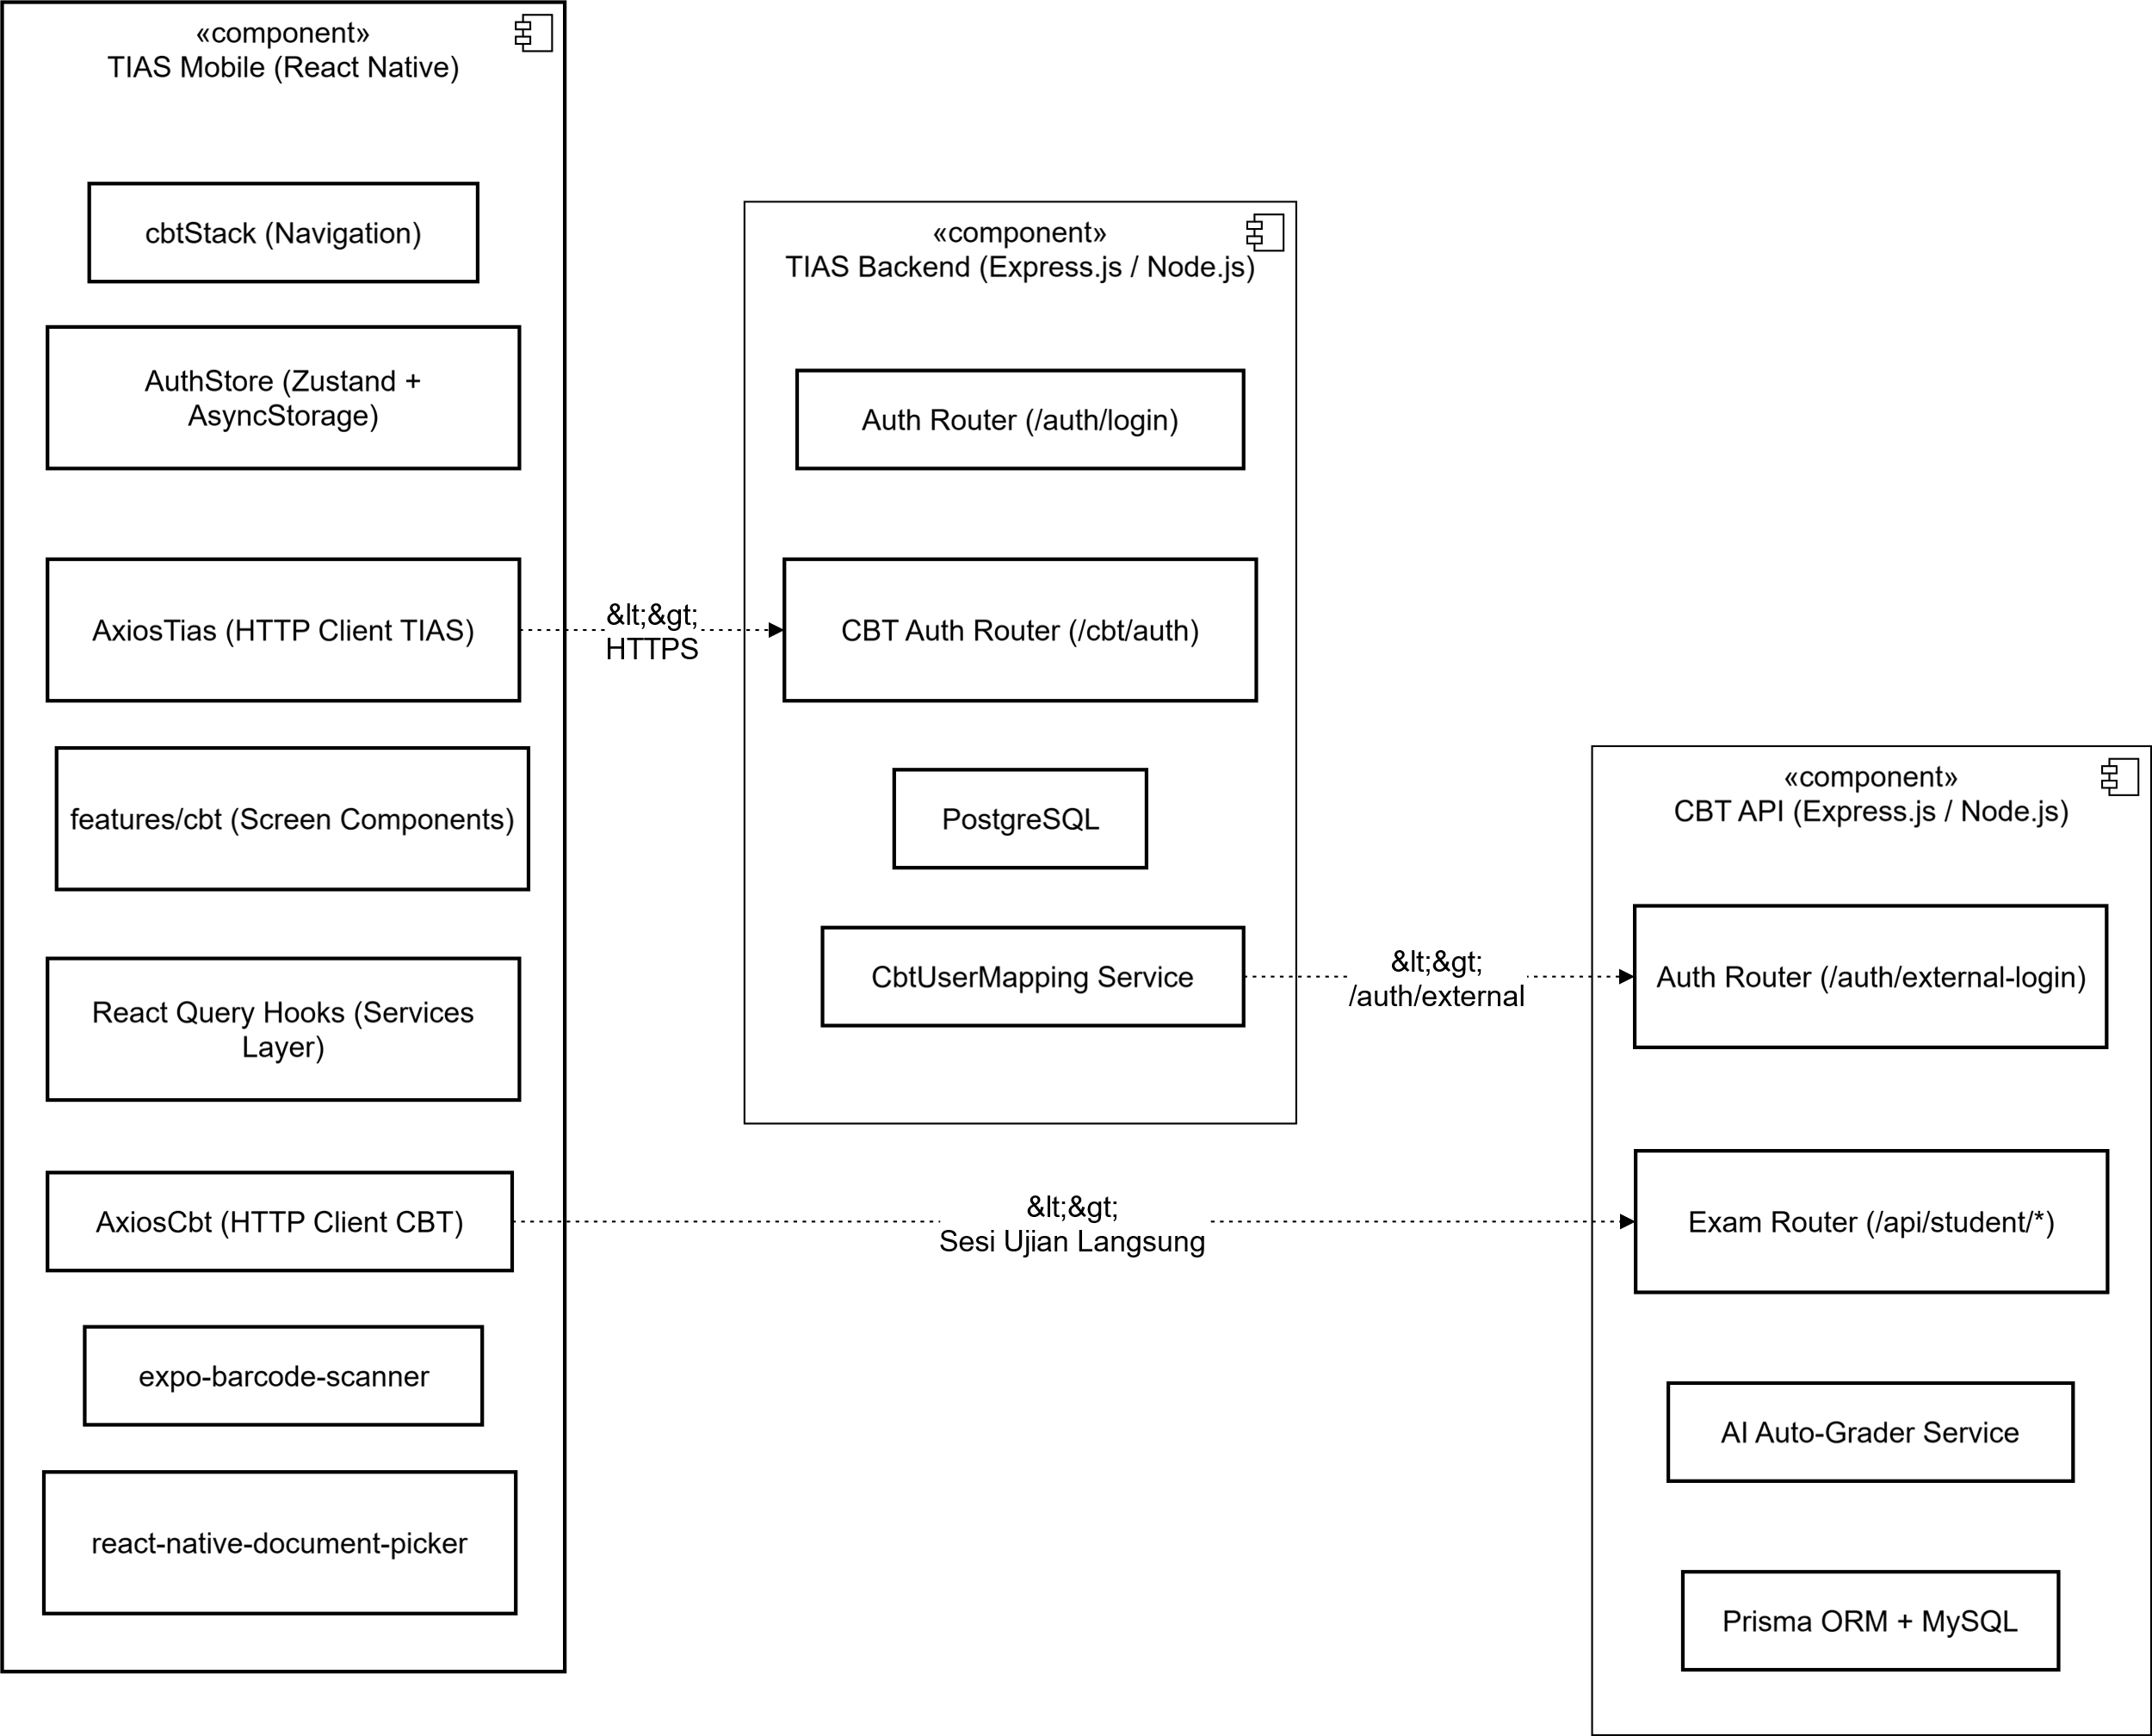 «component»
TIAS Mobile (React Native)
cbtStack (Navigation)
AuthStore (Zustand +
AsyncStorage)
AxiosTias (HTTP Client TIAS)
features/cbt (Screen Components)
React Query Hooks (Services
Layer)
AxiosCbt (HTTP Client CBT)
expo-barcode-scanner
react-native-document-picker
&lt;&gt;
HTTPS
«component»
TIAS Backend (Express.js / Node.js)
Auth Router (/auth/login)
CBT Auth Router (/cbt/auth)
PostgreSQL
CbtUserMapping Service
&lt;&gt;
/auth/external
&lt;&gt;
Sesi Ujian Langsung
«component»
CBT API (Express.js / Node.js)
Auth Router (/auth/external-login)
Exam Router (/api/student/*)
AI Auto-Grader Service
Prisma ORM + MySQL